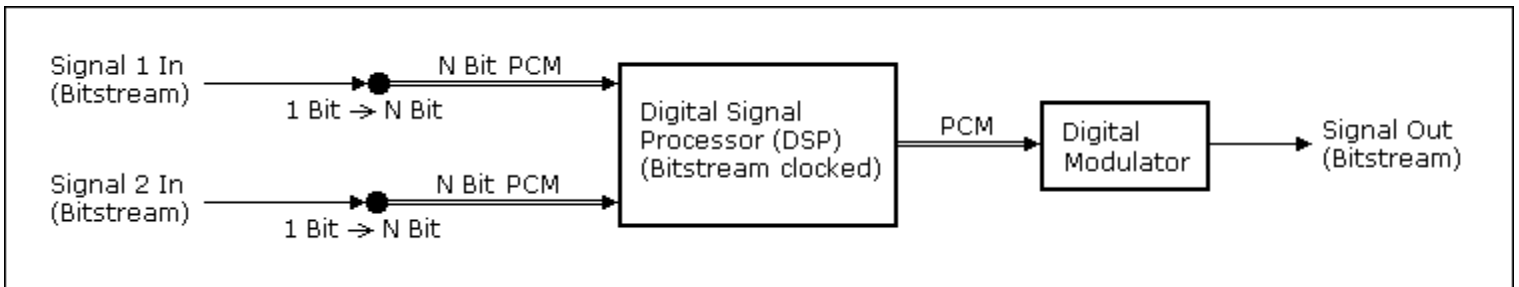 Signal 1 In
(Bitstream)
N Bit PCM
1 Bit → N Bit
Signal 2 In
(Bitstream)
N Bit PCM
1 Bit → N Bit
Digital Signal
Processor (DSP)
(Bitstream clocked)
PCM
Digital
Modulator
Signal Out
(Bitstream)